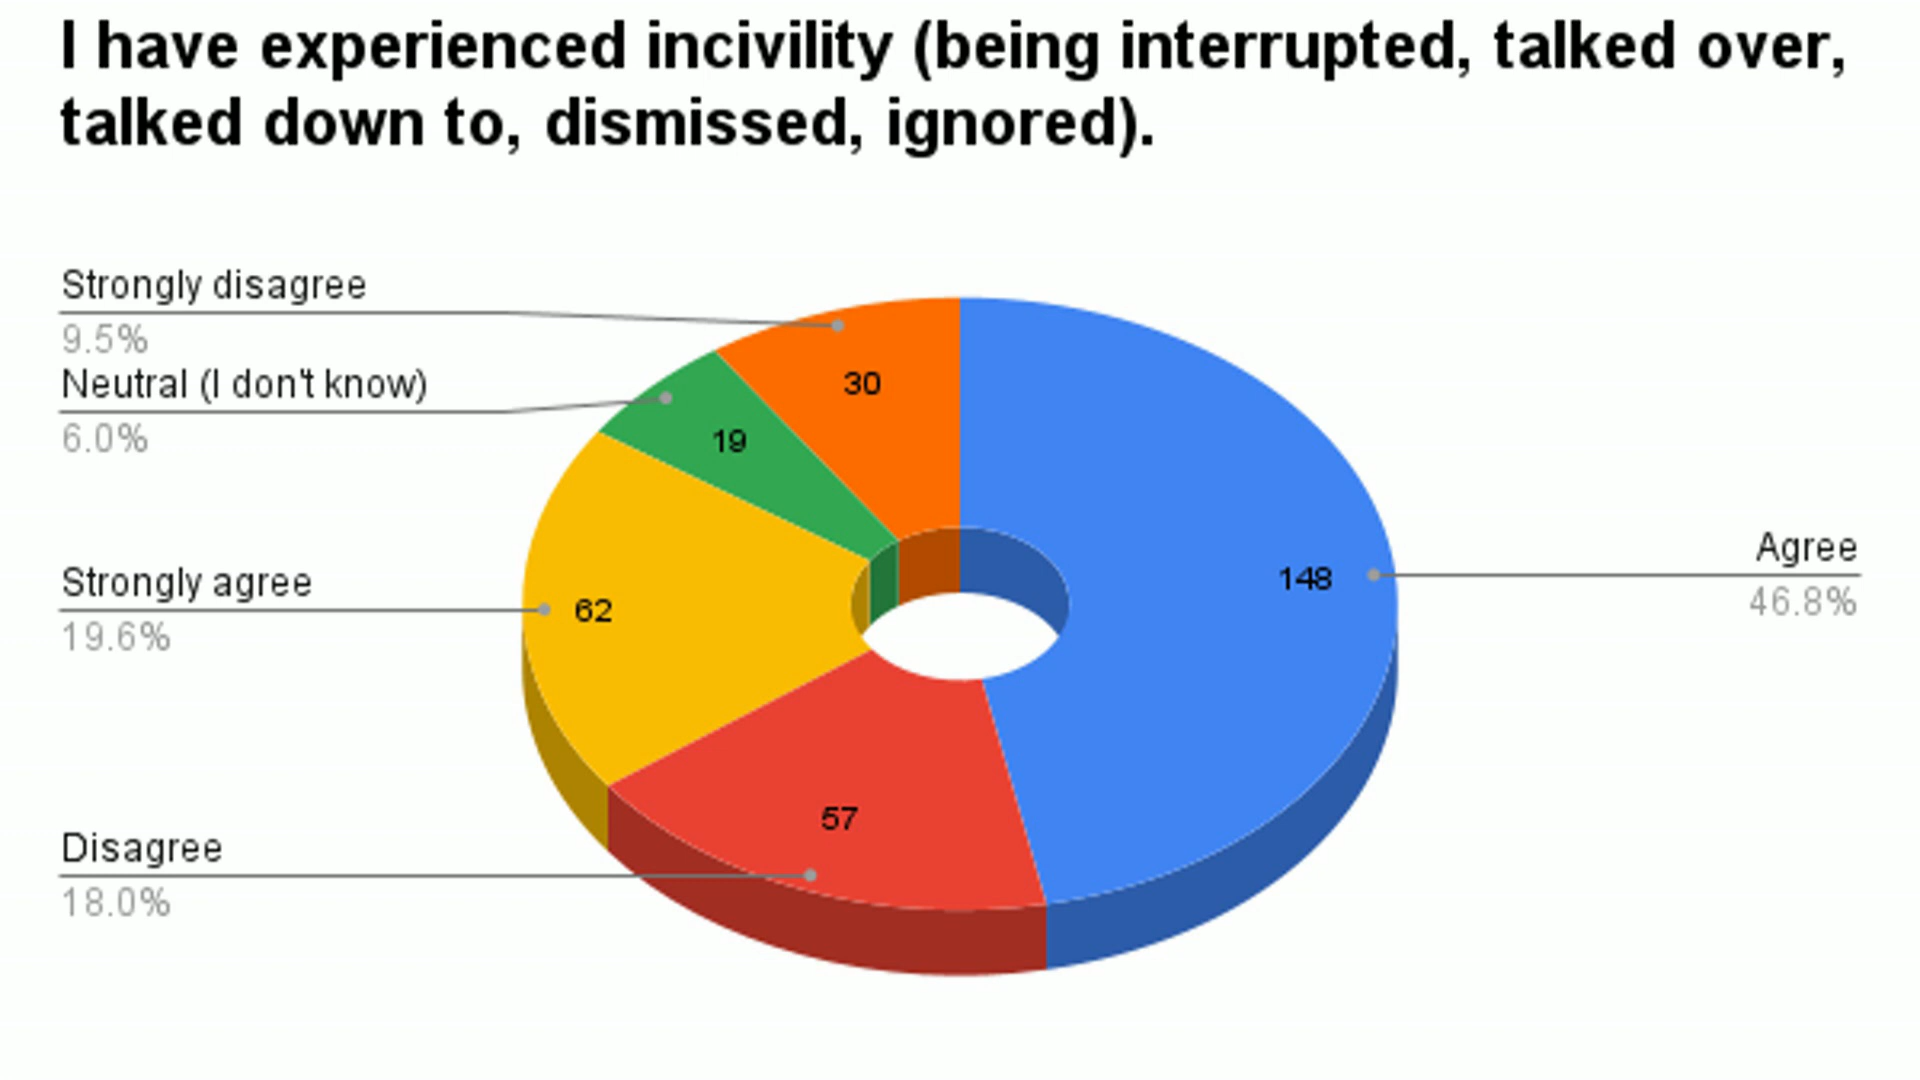 I have experienced incivility (being interrupted, talked over,
talked down to, dismissed, ignored).
Strongly disagree
9.5%
Neutral (I don't know)
6.0%
Strongly agree
19.6%
Disagree
18.0%
30
19
62
57
148
Agree
46.8%